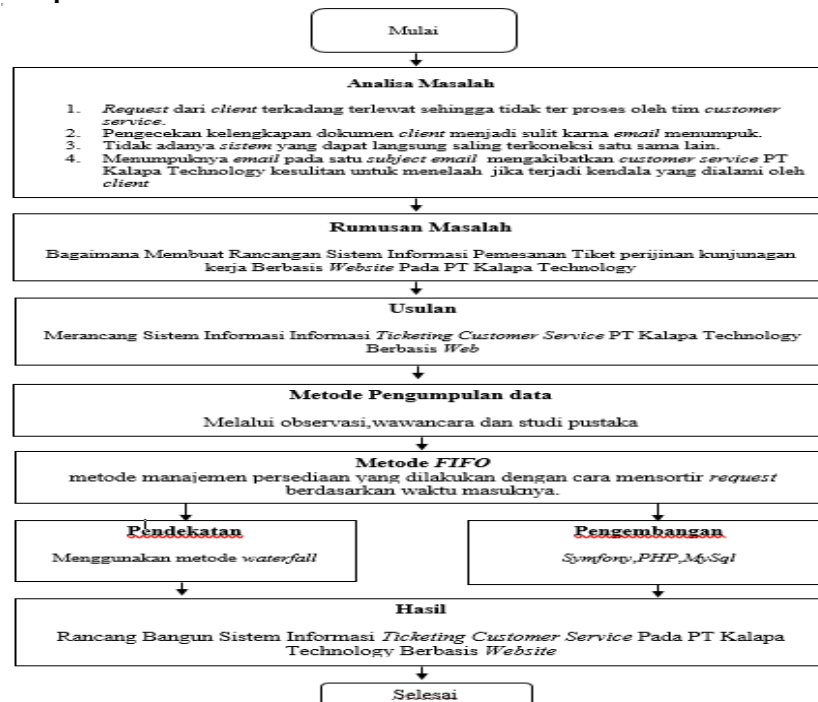 Mulai
Analisa Masalah
1. Request dari client terkadang terlewat sehingga tidak ter proses oleh tim customer
service.
2. Pengecekan kelengkapan dokumen client menjadi sulit karna email menumpuk.
3. Tidak adanya sistem yang dapat langsung saling terkoneksi satu sama lain.
4. Menumpuknya email pada satu subject email mengakibatkan customer service PT
Kalapa Technology kesulitan untuk menelaah jika terjadi kendala yang dialami oleh
client
Rumusan Masalah
Bagaimana Membuat Rancangan Sistem Informasi Pemesanan Tiket perijinan kunjunagan
kerja Berbasis Website Pada PT Kalapa Technology
Usulan
Merancang Sistem Informasi Informasi Ticketing Customer Service PT Kalapa Technology
Berbasis Web
Metode Pengumpulan data
Melalui observasi,wawancara dan studi pustaka
Metode FIFO
metode manajemen persediaan yang dilakukan dengan cara mensortir request
berdasarkan waktu masuknya.
Pendekatan
Menggunakan metode waterfall
Pengembangan
Symfony,PHP,MySql
Hasil
Rancang Bangun Sistem Informasi Ticketing Customer Service Pada PT Kalapa
Technology Berbasis Website
Selesai